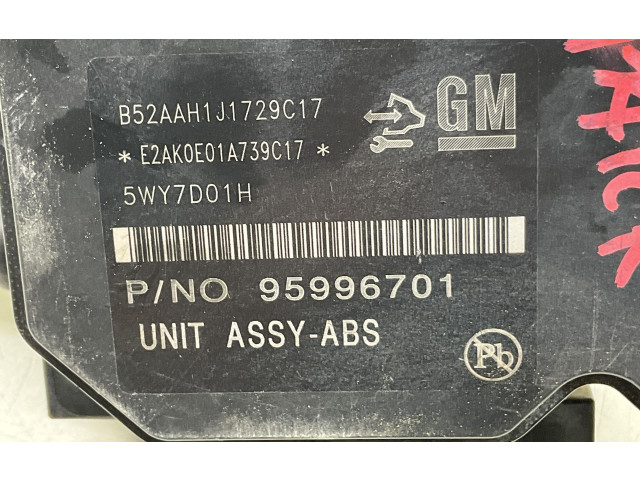 B52AAH1J1729C17
* E2AK0E01A739C17 *
5WY7D01H
GM
P/NO 95996701
UNIT ASSY-ABS
Pb